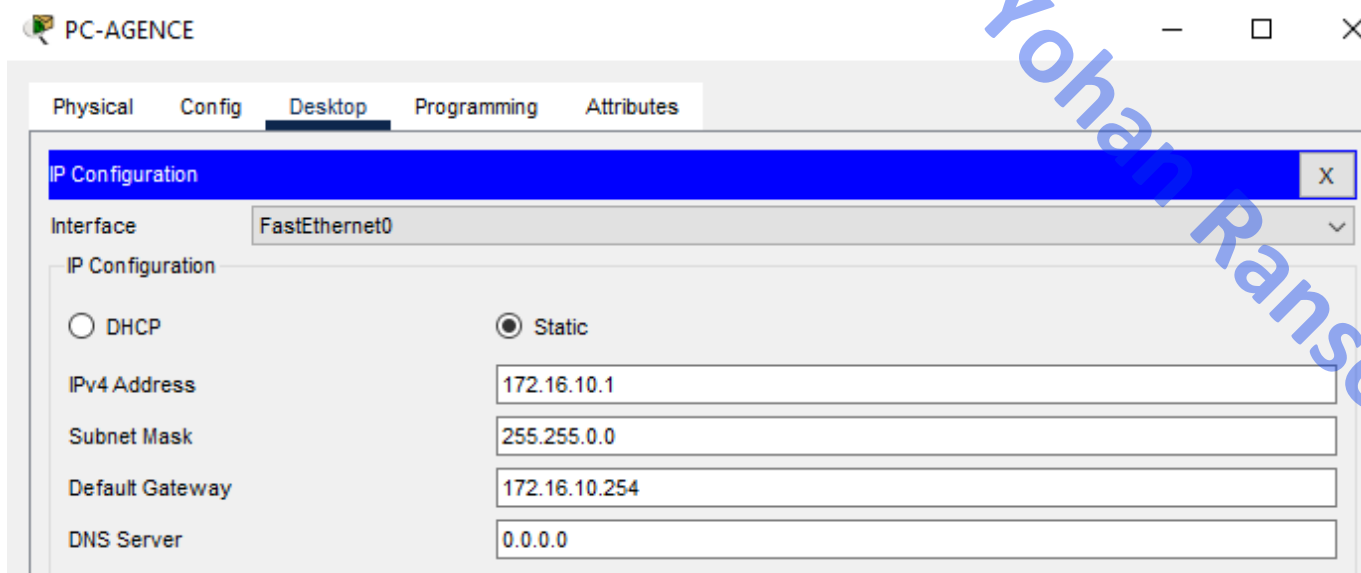 PC-AGENCE
Physical Config Desktop Programming Attributes
IP Configuration X
Interface FastEthernet0
IP Configuration
DHCP Static
IPv4 Address 172.16.10.1
Subnet Mask 255.255.0.0
Default Gateway 172.16.10.254
DNS Server 0.0.0.0
Yohan